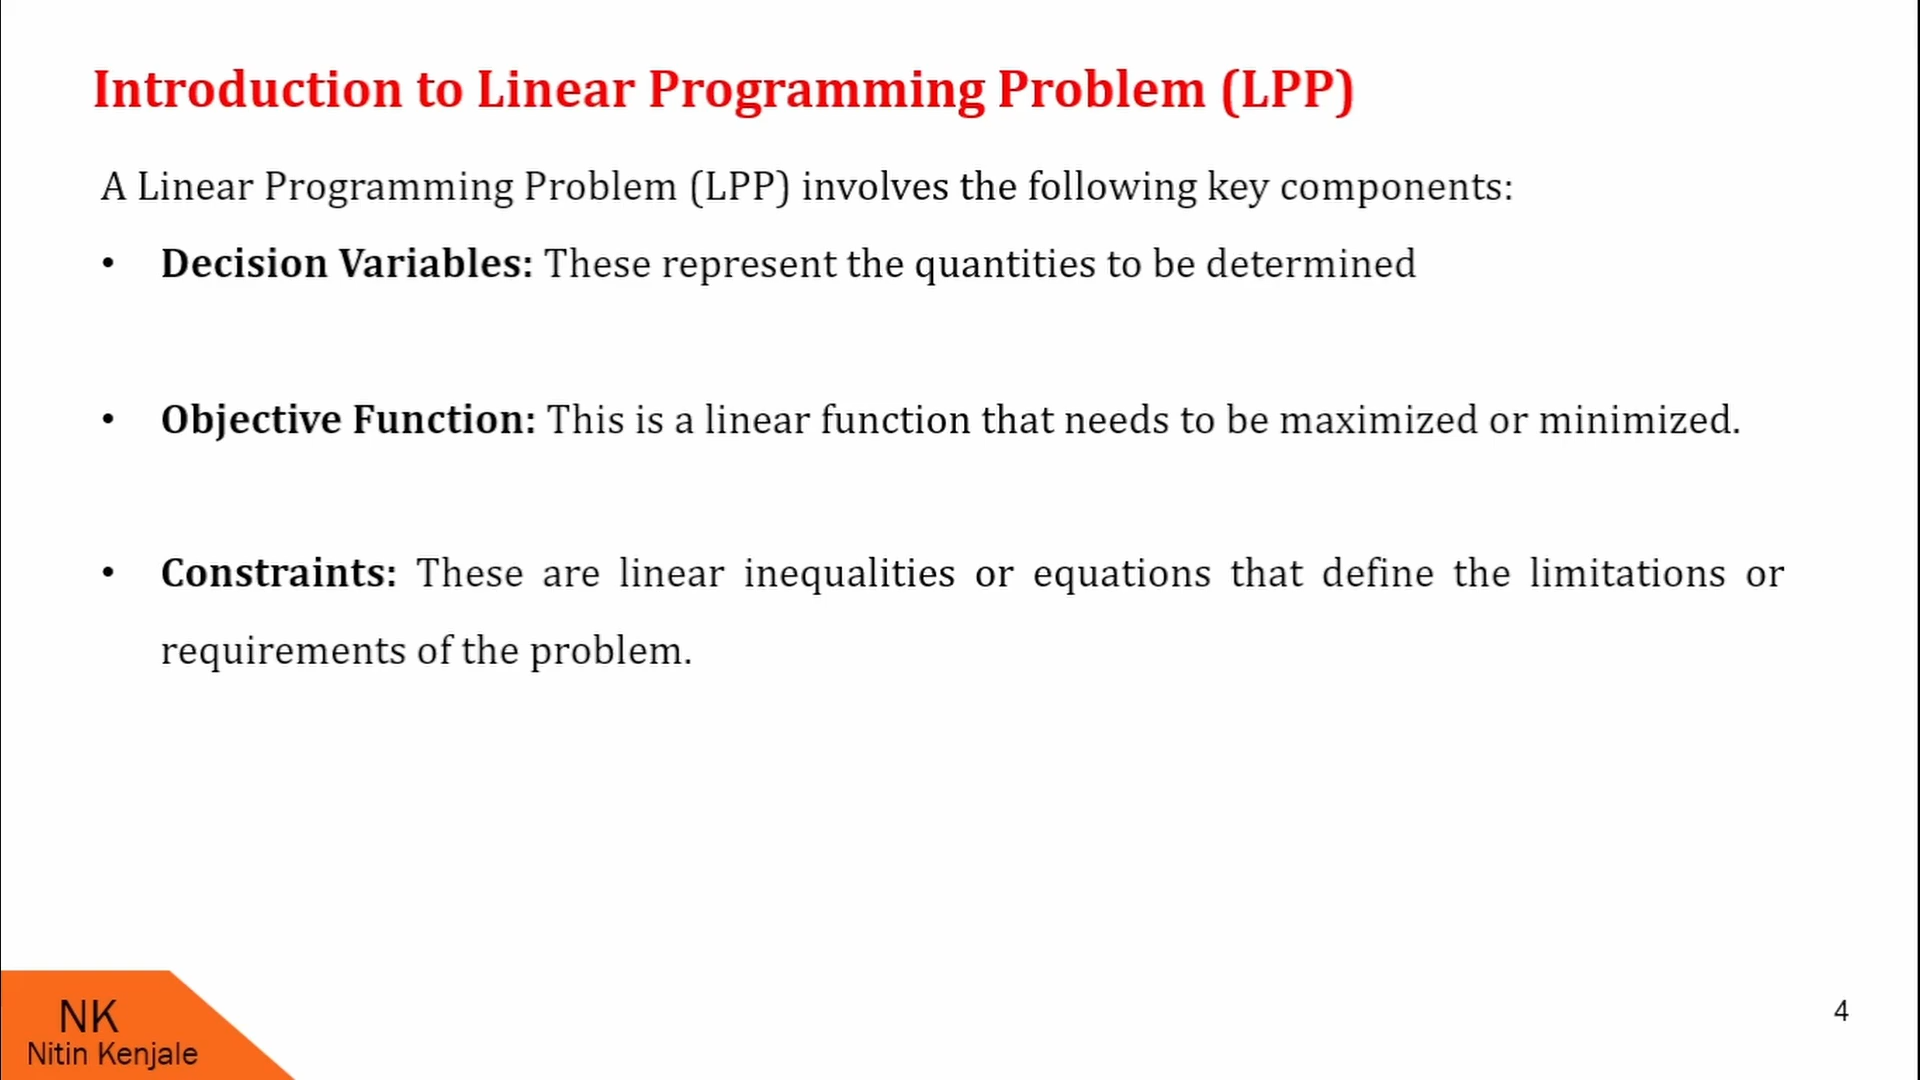 Introduction to Linear Programming Problem (LPP)
A Linear Programming Problem (LPP) involves the following key components:
• Decision Variables: These represent the quantities to be determined
• Objective Function: This is a linear function that needs to be maximized or minimized.
• Constraints: These are linear inequalities or equations that define the limitations or
requirements of the problem.
NK
Nitin Kenjale
4